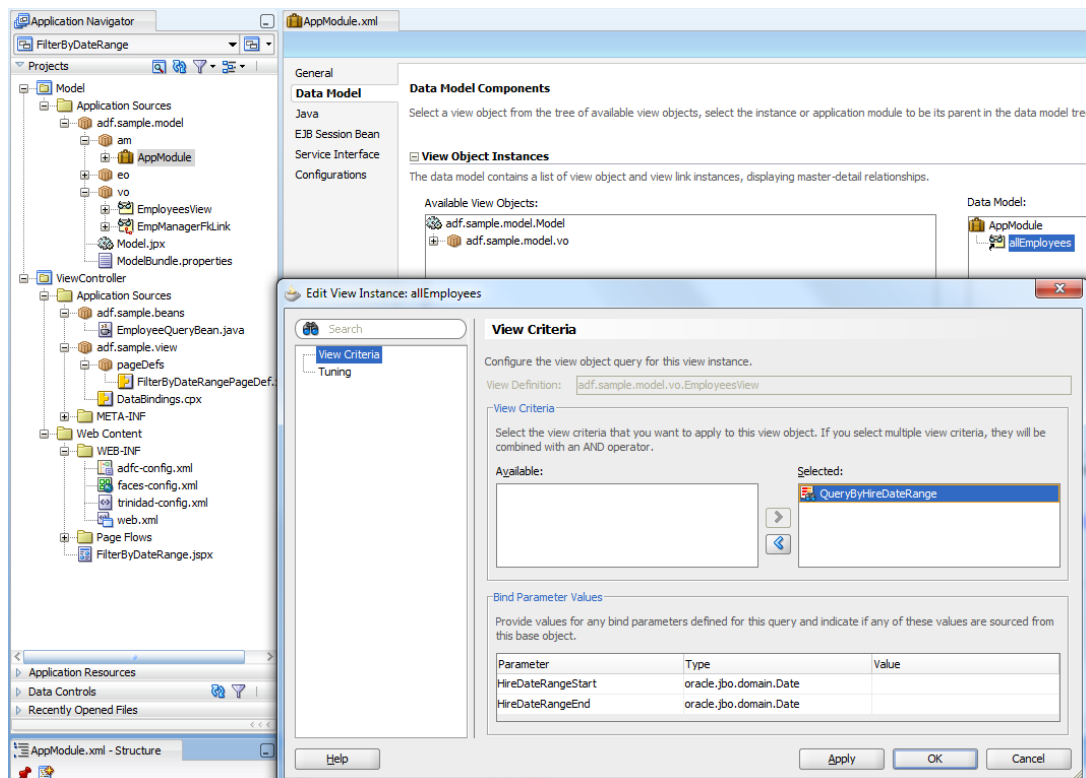 Application Navigator
FilterByDateRange
Projects
Model
Application Sources
adf.sample.model
am
AppModule
eo
vo
EmployeesView
EmpManagerFkLink
Model.jpx
ModelBundle.properties
ViewController
Application Sources
adf.sample.beans
EmployeeQueryBean.java
adf.sample.view
pageDefs
FilterByDateRangePageDef.
DataBindings.cpx
META-INF
Web Content
WEB-INF
adfc-config.xml
faces-config.xml
trinidad-config.xml
web.xml
Page Flows
FilterByDateRange.jspx
Application Resources
Data Controls
Recently Opened Files
AppModule.xml - Structure
AppModule.xml
General
Data Model
Java
EJB Session Bean
Service Interface
Configurations
Data Model Components
Select a view object from the tree of available view objects, select the instance or application module to be its parent in the data model tre
View Object Instances
The data model contains a list of view object and view link instances, displaying master-detail relationships.
Available View Objects:
adf.sample.model.Model
adf.sample.model.vo
Data Model:
AppModule
allEmployees
Edit View Instance: allEmployees
Search
View Criteria
Tuning
View Criteria
Configure the view object query for this view instance.
View Definition: adf.sample.model.vo.EmployeesView
View Criteria
Select the view criteria that you want to apply to this view object. If you select multiple view criteria, they will be
combined with an AND operator.
Available:
Selected:
QueryByHireDateRange
Bind Parameter Values
Provide values for any bind parameters defined for this query and indicate if any of these values are sourced from
this base object.
Parameter Type Value
HireDateRangeStart oracle.jbo.domain.Date
HireDateRangeEnd oracle.jbo.domain.Date
Help Apply OK Cancel